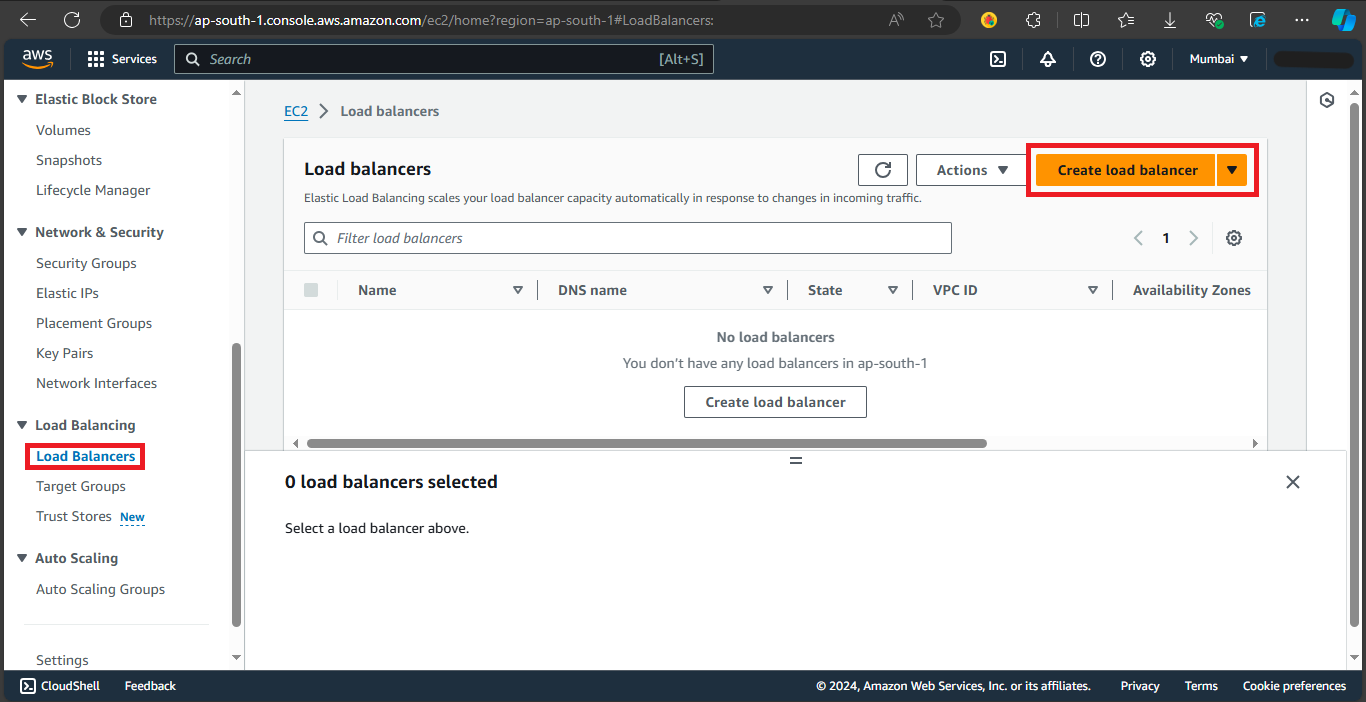 https://ap-south-1.console.aws.amazon.com/ec2/home?region=ap-south-1#LoadBalancers:
aws Services Search [Alt+S] Mumbai
Elastic Block Store
Volumes
Snapshots
Lifecycle Manager
Network & Security
Security Groups
Elastic IPs
Placement Groups
Key Pairs
Network Interfaces
Load Balancing
Load Balancers
Target Groups
Trust Stores New
Auto Scaling
Auto Scaling Groups
Settings
EC2 Load balancers
Load balancers Actions Create load balancer
Elastic Load Balancing scales your load balancer capacity automatically in response to changes in incoming traffic.
Filter load balancers 1
Name DNS name State VPC ID Availability Zones
No load balancers
You don't have any load balancers in ap-south-1
Create load balancer
0 load balancers selected
Select a load balancer above.
CloudShell Feedback © 2024, Amazon Web Services, Inc. or its affiliates. Privacy Terms Cookie preferences